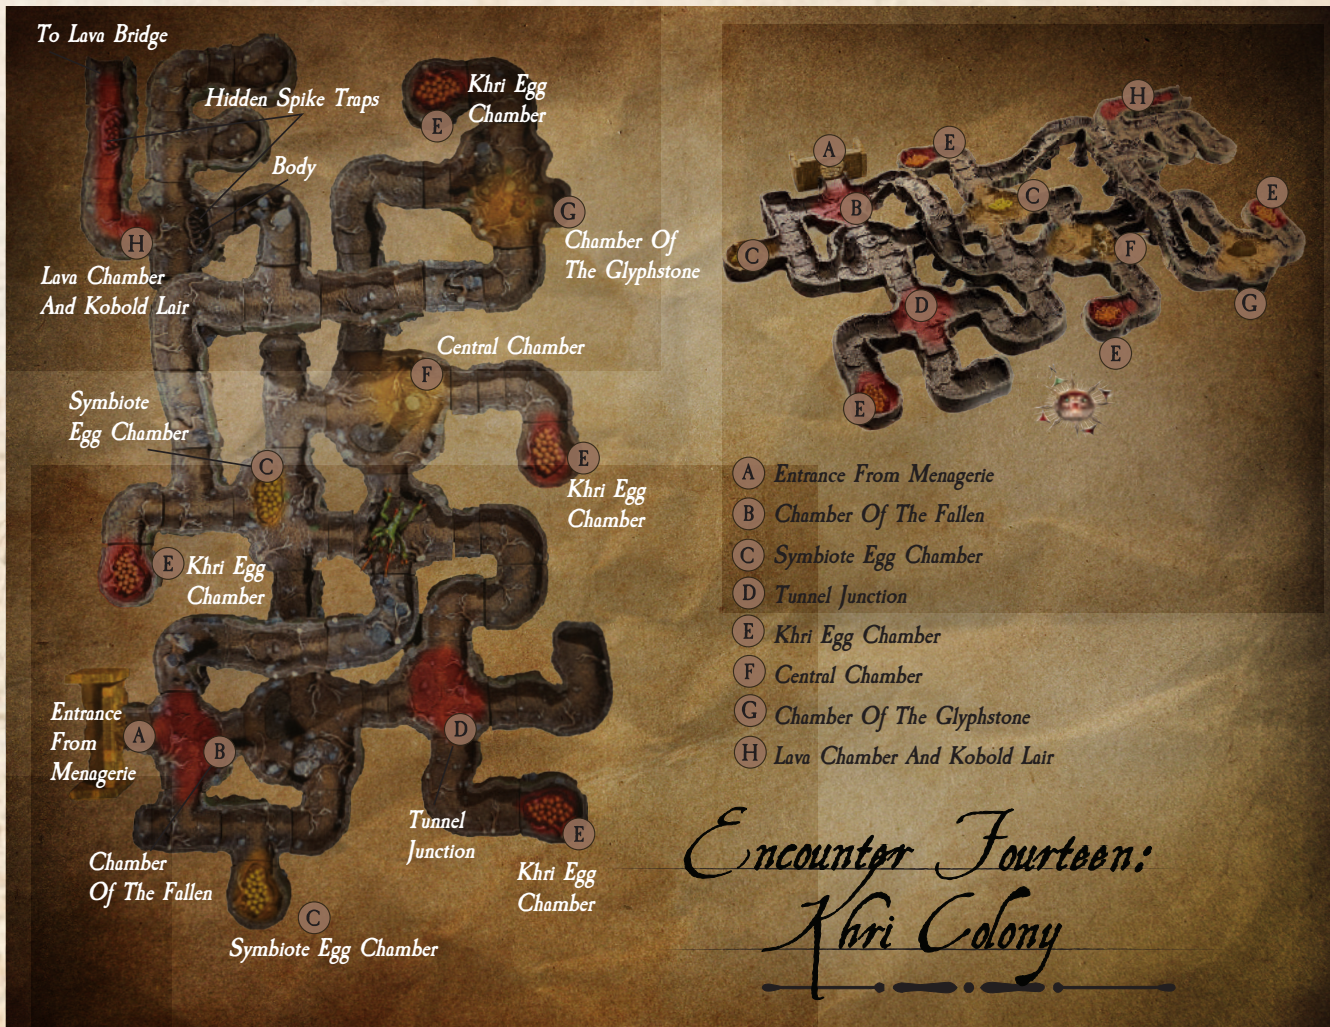 To Lava Bridge
Hidden Spike Traps
Body
Khri Egg
Chamber
E
G
Chamber Of
The Glyphstone
H
Lava Chamber
And Kobold Lair
Central Chamber
F
Symbiote
Egg Chamber
C
E
Khri Egg
Chamber
E
Khri Egg
Chamber
Entrance
From
Menagerie
A
B
D
Tunnel
Junction
E
Khri Egg
Chamber
Chamber
Of The Fallen
C
Symbiote Egg Chamber
H
A
E
B
C
E
C
F
D
G
E
E
A Entrance From Menagerie
B Chamber Of The Fallen
C Symbiote Egg Chamber
D Tunnel Junction
E Khri Egg Chamber
F Central Chamber
G Chamber Of The Glyphstone
H Lava Chamber And Kobold Lair
Encounter Fourteen:
Khri Colony